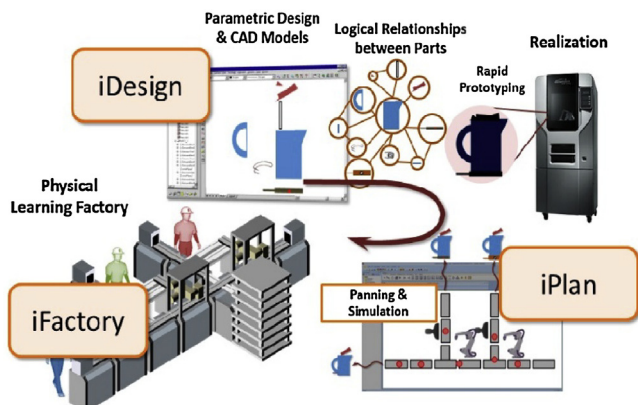 Parametric Design
& CAD Models
Logical Relationships
between Parts
Realization
iDesign
Rapid
Prototyping
Physical
Learning Factory
iFactory
Panning &
Simulation
iPlan